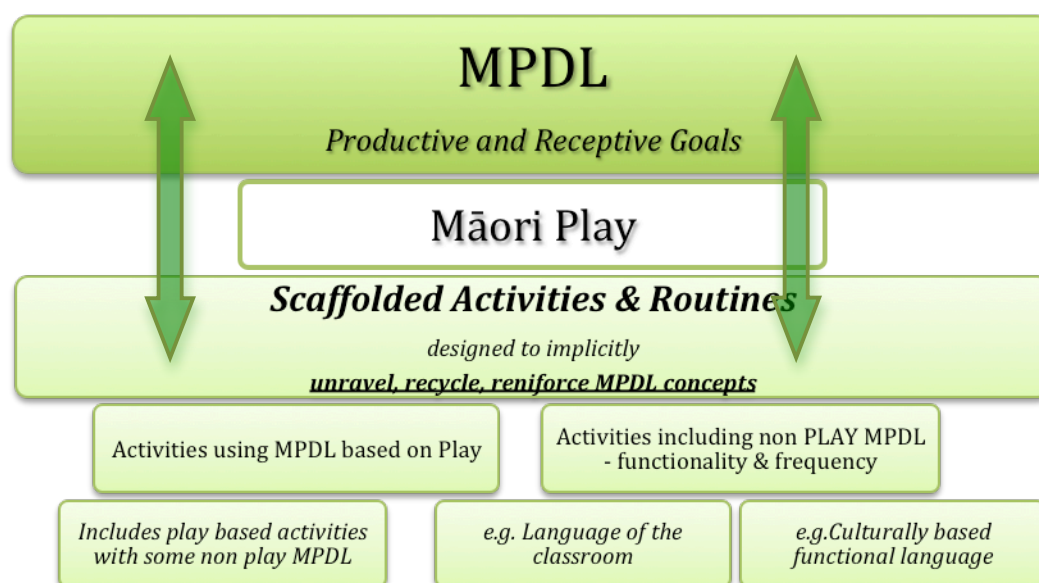 MPDL
Productive and Receptive Goals
Māori Play
Scaffolded Activities & Routines
designed to implicitly
unravel, recycle, reniforce MPDL concepts
Activities using MPDL based on Play
Activities including non PLAY MPDL
- functionality & frequency
Includes play based activities
with some non play MPDL
e.g. Language of the
classroom
e.g.Culturally based
functional language